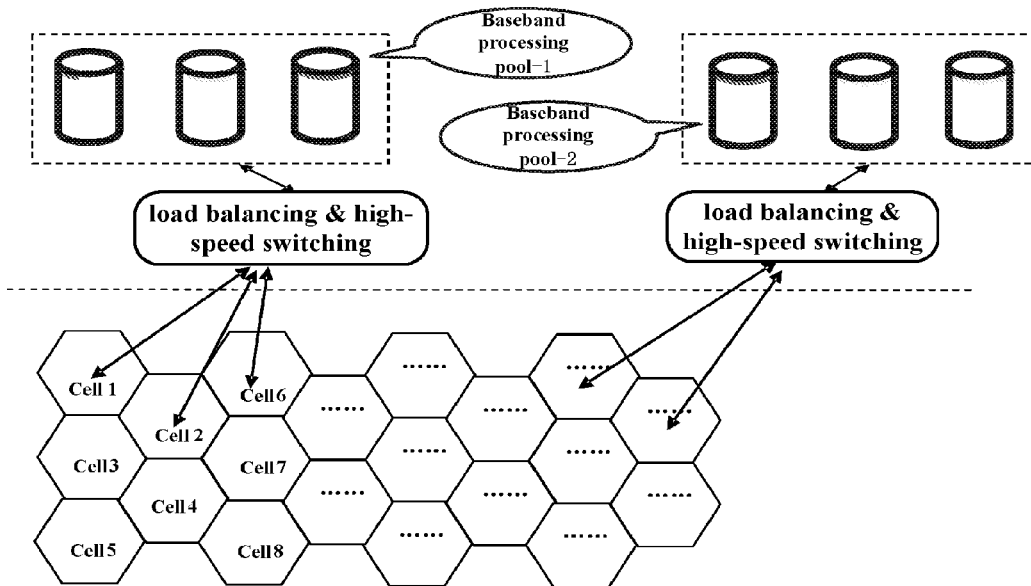 Baseband
processing
pool-1
Baseband
processing
pool-2
load balancing & high-
speed switching
load balancing &
high-speed switching
Cell 1
Cell 2
Cell3
Cell4
Cell5
Cell6
Cell7
Cell8
......
......
......
......
......
......
......
......
......
......
......
......